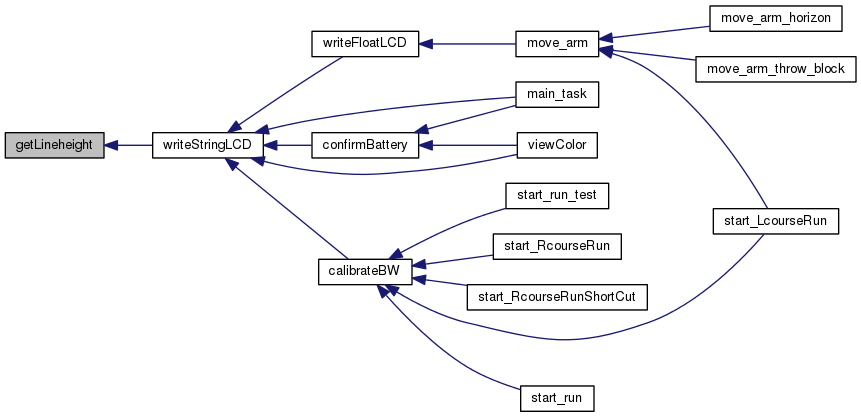 move_arm_horizon
writeFloatLCD
move_arm
move_arm_throw_block
main_task
getLineheight
writeStringLCD
confirmBattery
viewColor
start_run_test
start_LcourseRun
start_RcourseRun
calibrateBW
start_RcourseRunShortCut
start_run